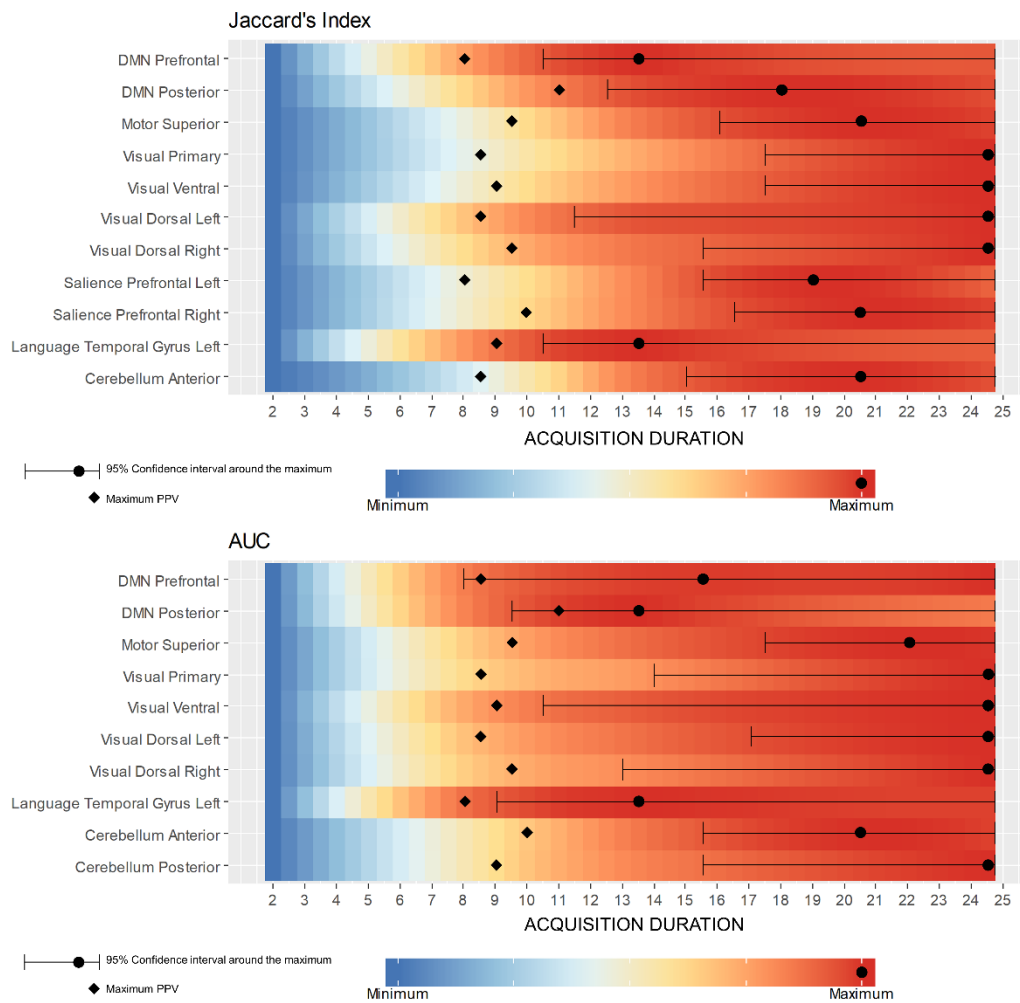 Jaccard's Index
DMN Prefrontal
DMN Posterior
Motor Superior
Visual Primary
Visual Ventral
Visual Dorsal Left
Visual Dorsal Right
Salience Prefrontal Left
Salience Prefrontal Right
Language Temporal Gyrus Left
Cerebellum Anterior
2 3 4 5 6 7 8 9 10 11 12 13 14 15 16 17 18 19 20 21 22 23 24 25
ACQUISITION DURATION
95% Confidence interval around the maximum
Maximum PPV
Minimum Maximum
AUC
DMN Prefrontal
DMN Posterior
Motor Superior
Visual Primary
Visual Ventral
Visual Dorsal Left
Visual Dorsal Right
Language Temporal Gyrus Left
Cerebellum Anterior
Cerebellum Posterior
2 3 4 5 6 7 8 9 10 11 12 13 14 15 16 17 18 19 20 21 22 23 24 25
ACQUISITION DURATION
95% Confidence interval around the maximum
Maximum PPV
Minimum Maximum